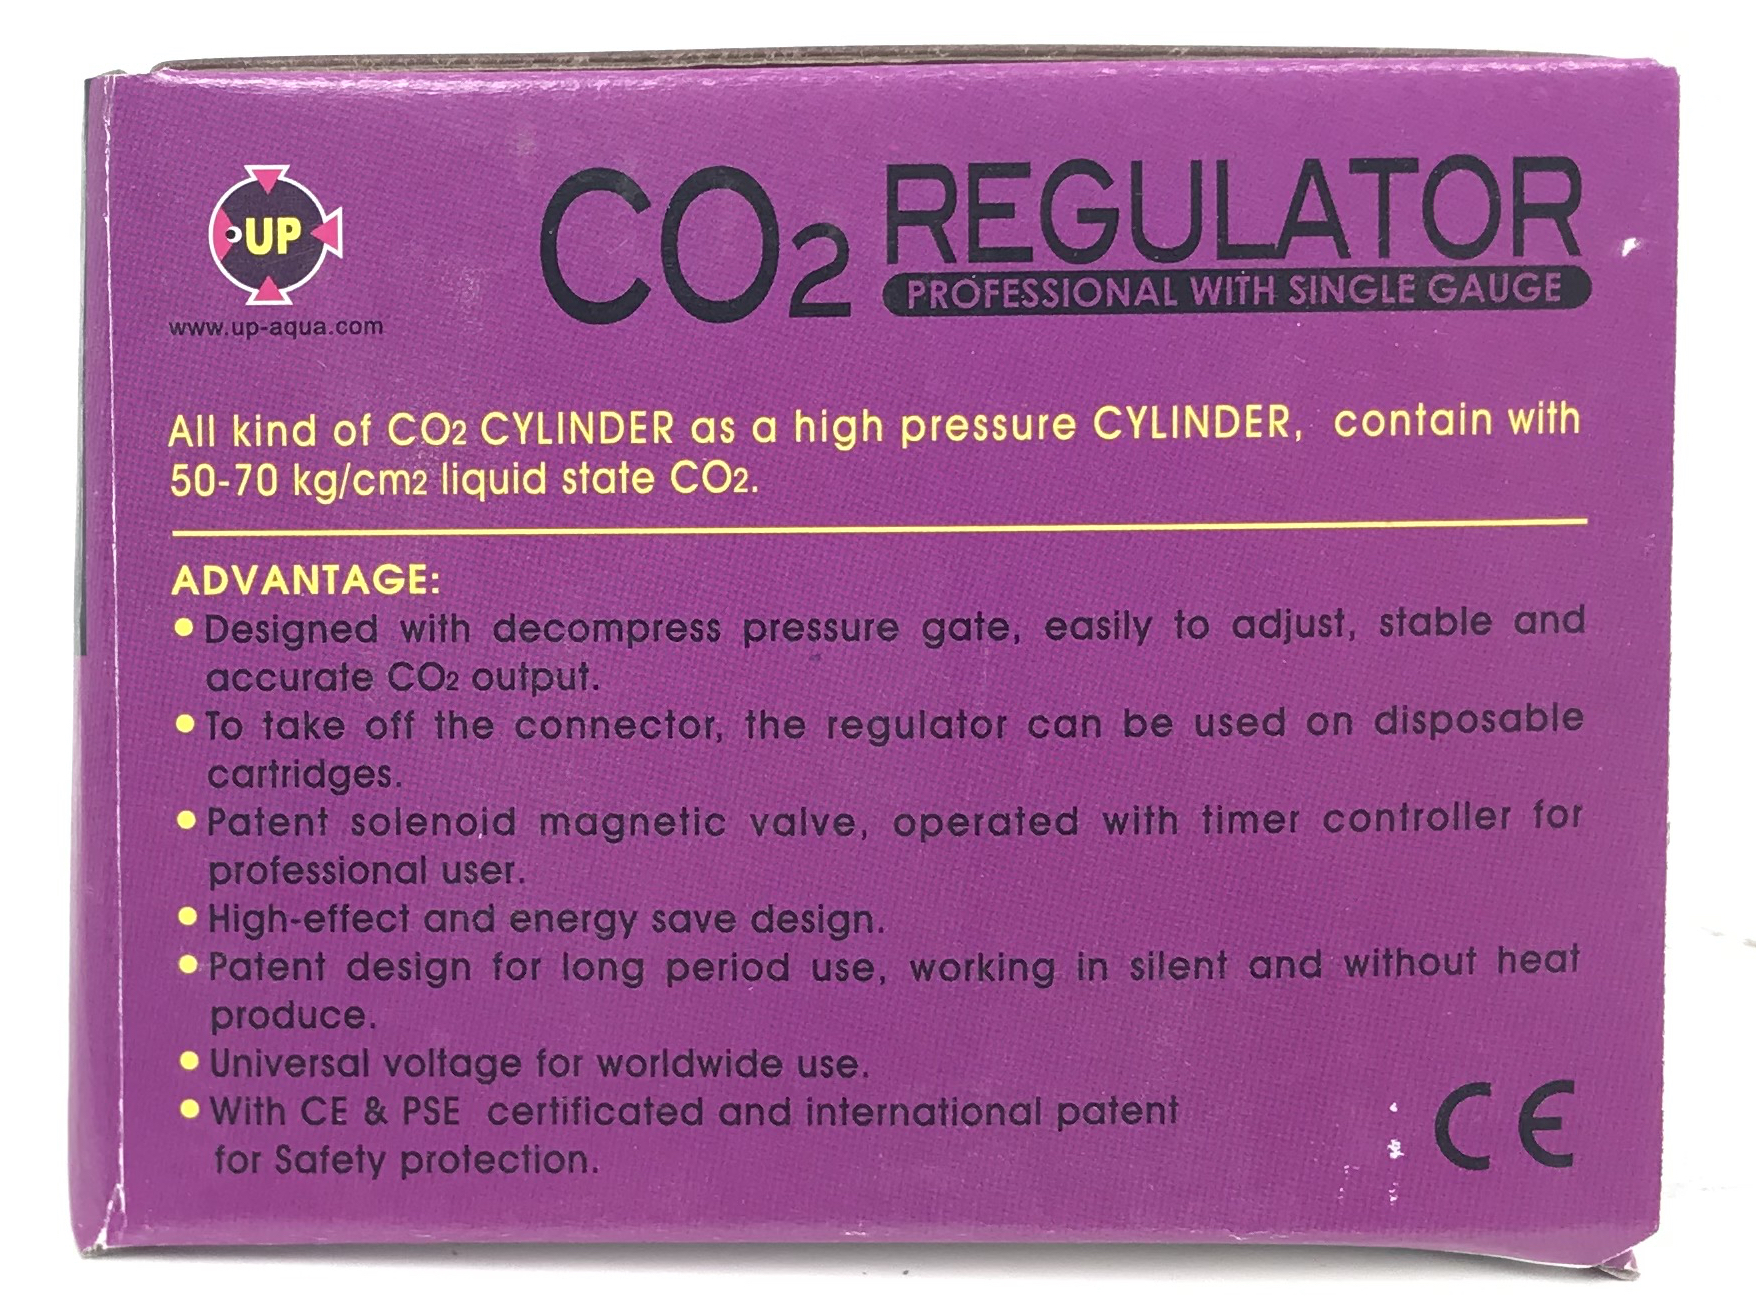 UP
www.up-aqua.com
CO2 REGULATOR
PROFESSIONAL WITH SINGLE GAUGE
All kind of CO2 CYLINDER as a high pressure CYLINDER, contain with
50-70 kg/cm2 liquid state CO2.
ADVANTAGE:
● Designed with decompress pressure gate, easily to adjust, stable and
accurate CO2 output.
● To take off the connector, the regulator can be used on disposable
cartridges.
● Patent solenoid magnetic valve, operated with timer controller for
professional user.
● High-effect and energy save design.
● Patent design for long period use, working in silent and without heat
produce.
● Universal voltage for worldwide use.
● With CE & PSE certificated and international patent
for Safety protection.
CE